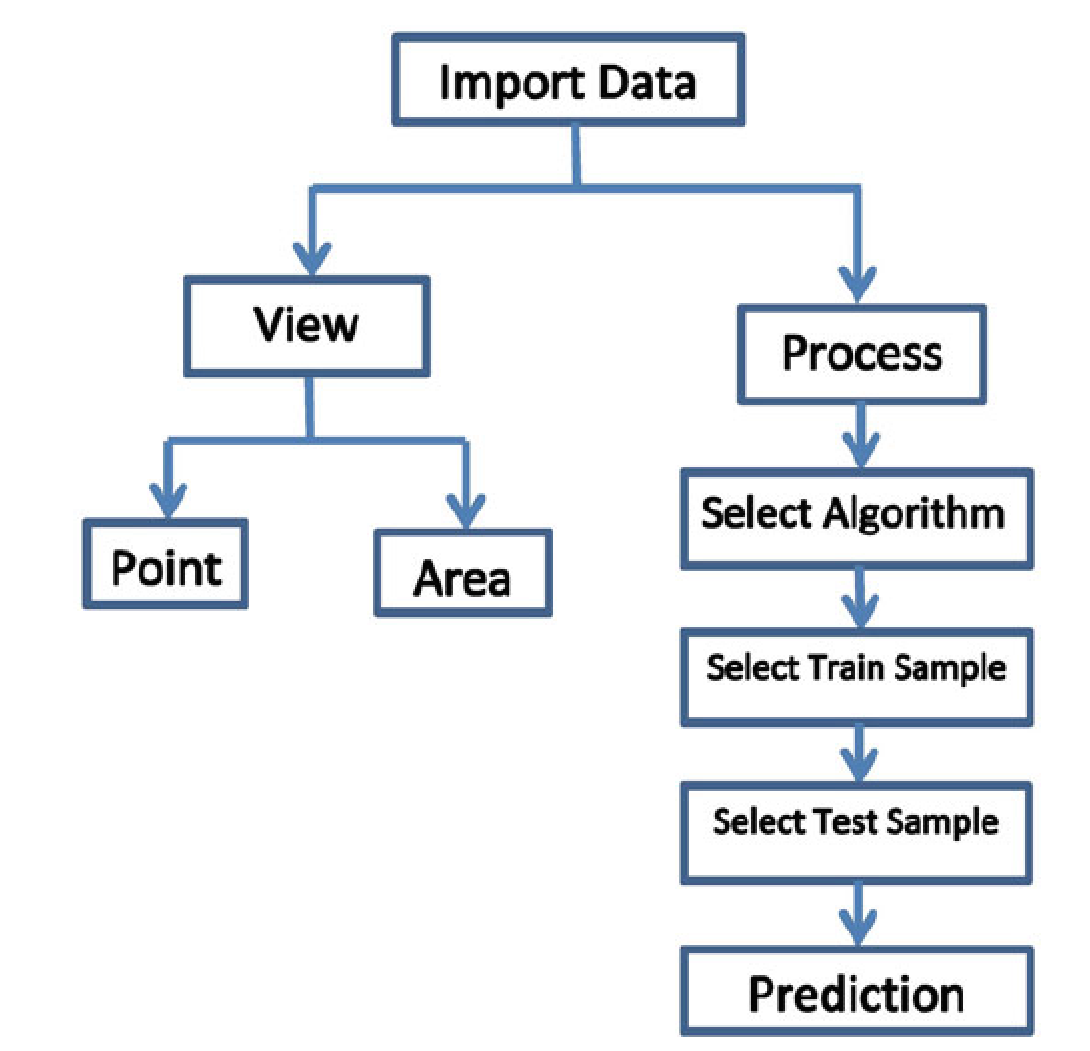 Import Data
View
Process
Point
Area
Select Algorithm
Select Train Sample
Select Test Sample
Prediction